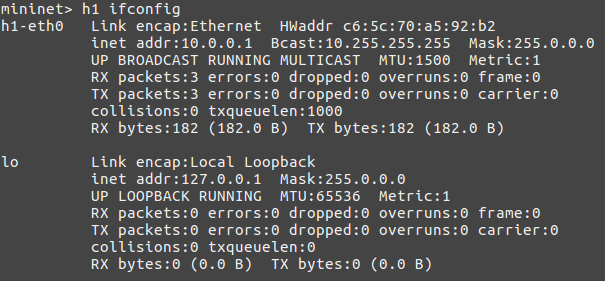 mininet> h1 ifconfig
h1-eth0   Link encap:Ethernet  HWaddr c6:5c:70:a5:92:b2
          inet addr:10.0.0.1  Bcast:10.255.255.255  Mask:255.0.0.0
          UP BROADCAST RUNNING MULTICAST  MTU:1500  Metric:1
          RX packets:3 errors:0 dropped:0 overruns:0 frame:0
          TX packets:3 errors:0 dropped:0 overruns:0 carrier:0
          collisions:0 txqueuelen:1000
          RX bytes:182 (182.0 B)  TX bytes:182 (182.0 B)
lo        Link encap:Local Loopback
          inet addr:127.0.0.1  Mask:255.0.0.0
          UP LOOPBACK RUNNING  MTU:65536  Metric:1
          RX packets:0 errors:0 dropped:0 overruns:0 frame:0
          TX packets:0 errors:0 dropped:0 overruns:0 carrier:0
          collisions:0 txqueuelen:0
          RX bytes:0 (0.0 B)  TX bytes:0 (0.0 B)